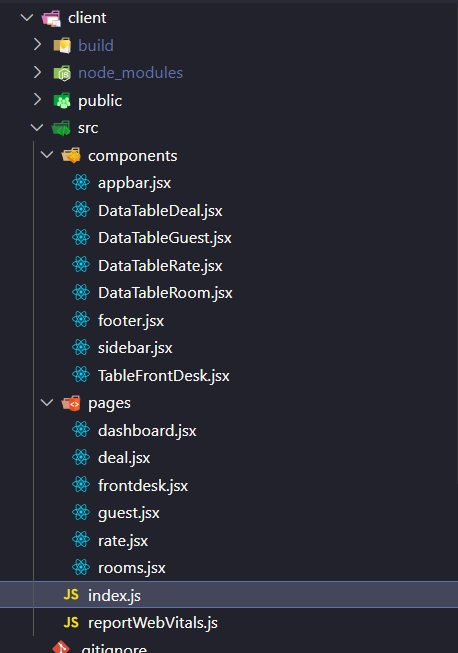 client
build
node_modules
public
src
components
appbar.jsx
DataTableDeal.jsx
DataTableGuest.jsx
DataTableRate.jsx
DataTableRoom.jsx
footer.jsx
sidebar.jsx
TableFrontDesk.jsx
pages
dashboard.jsx
deal.jsx
frontdesk.jsx
guest.jsx
rate.jsx
rooms.jsx
JS index.js
JS reportWebVitals.js
.gitignore